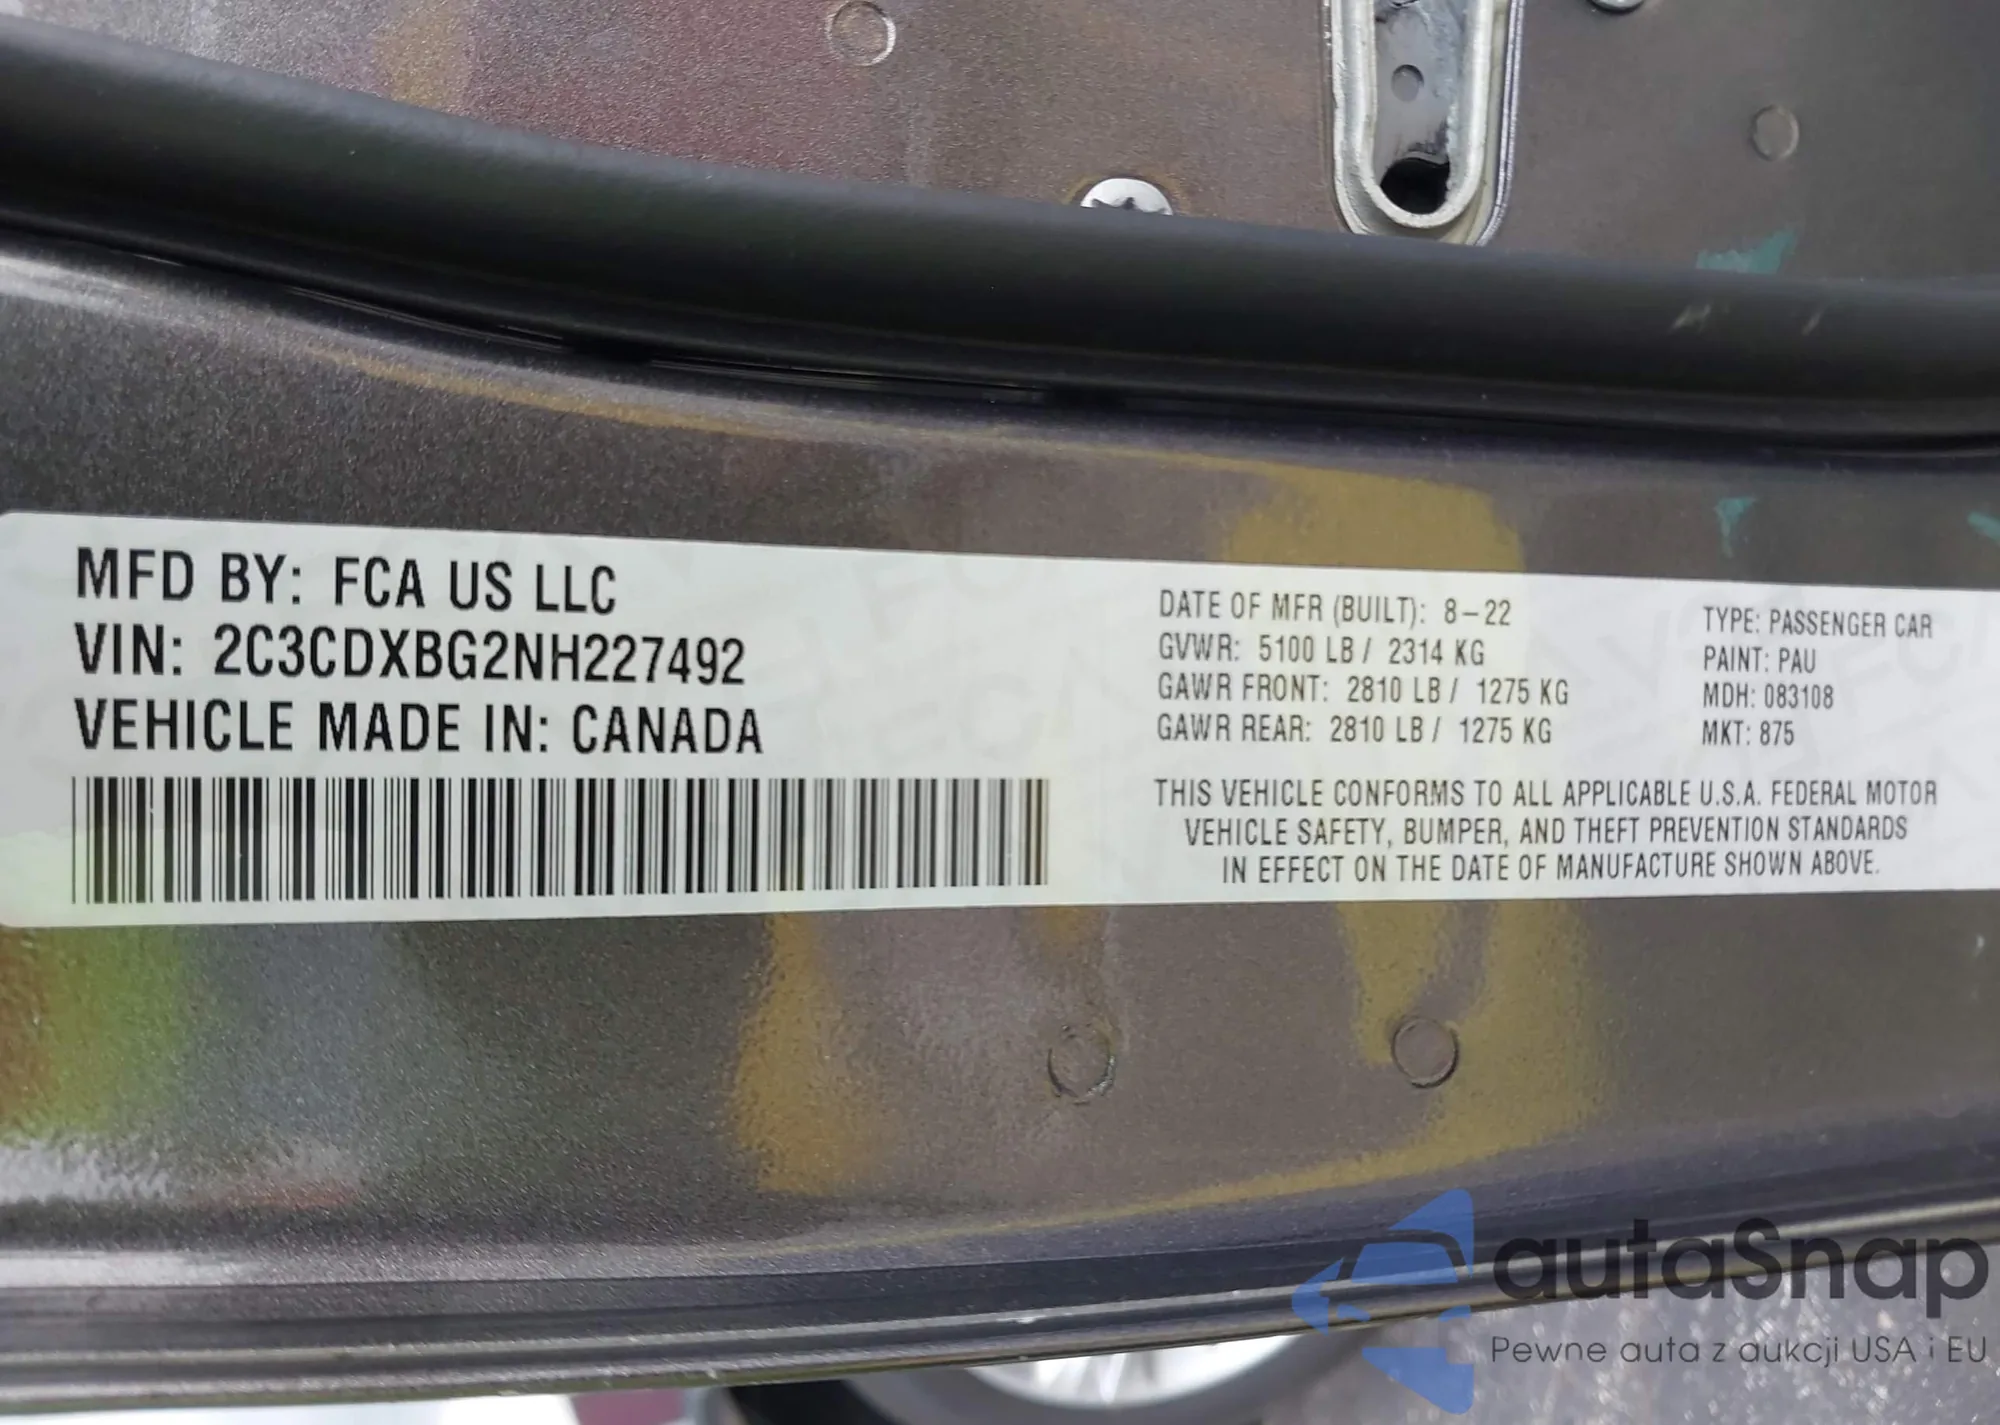 MFD BY: FCA US LLC
VIN: 2C3CDXBG2NH227492
VEHICLE MADE IN: CANADA
DATE OF MFR (BUILT): 8-22
GVWR: 5100 LB / 2314 KG
GAWR FRONT: 2810 LB / 1275 KG
GAWR REAR: 2810 LB / 1275 KG
TYPE: PASSENGER CAR
PAINT: PAU
MDH: 083108
MKT: 875
THIS VEHICLE CONFORMS TO ALL APPLICABLE U.S.A. FEDERAL MOTOR
VEHICLE SAFETY, BUMPER, AND THEFT PREVENTION STANDARDS
IN EFFECT ON THE DATE OF MANUFACTURE SHOWN ABOVE.
autaSnap
Pewne auta z aukcji USA i EU